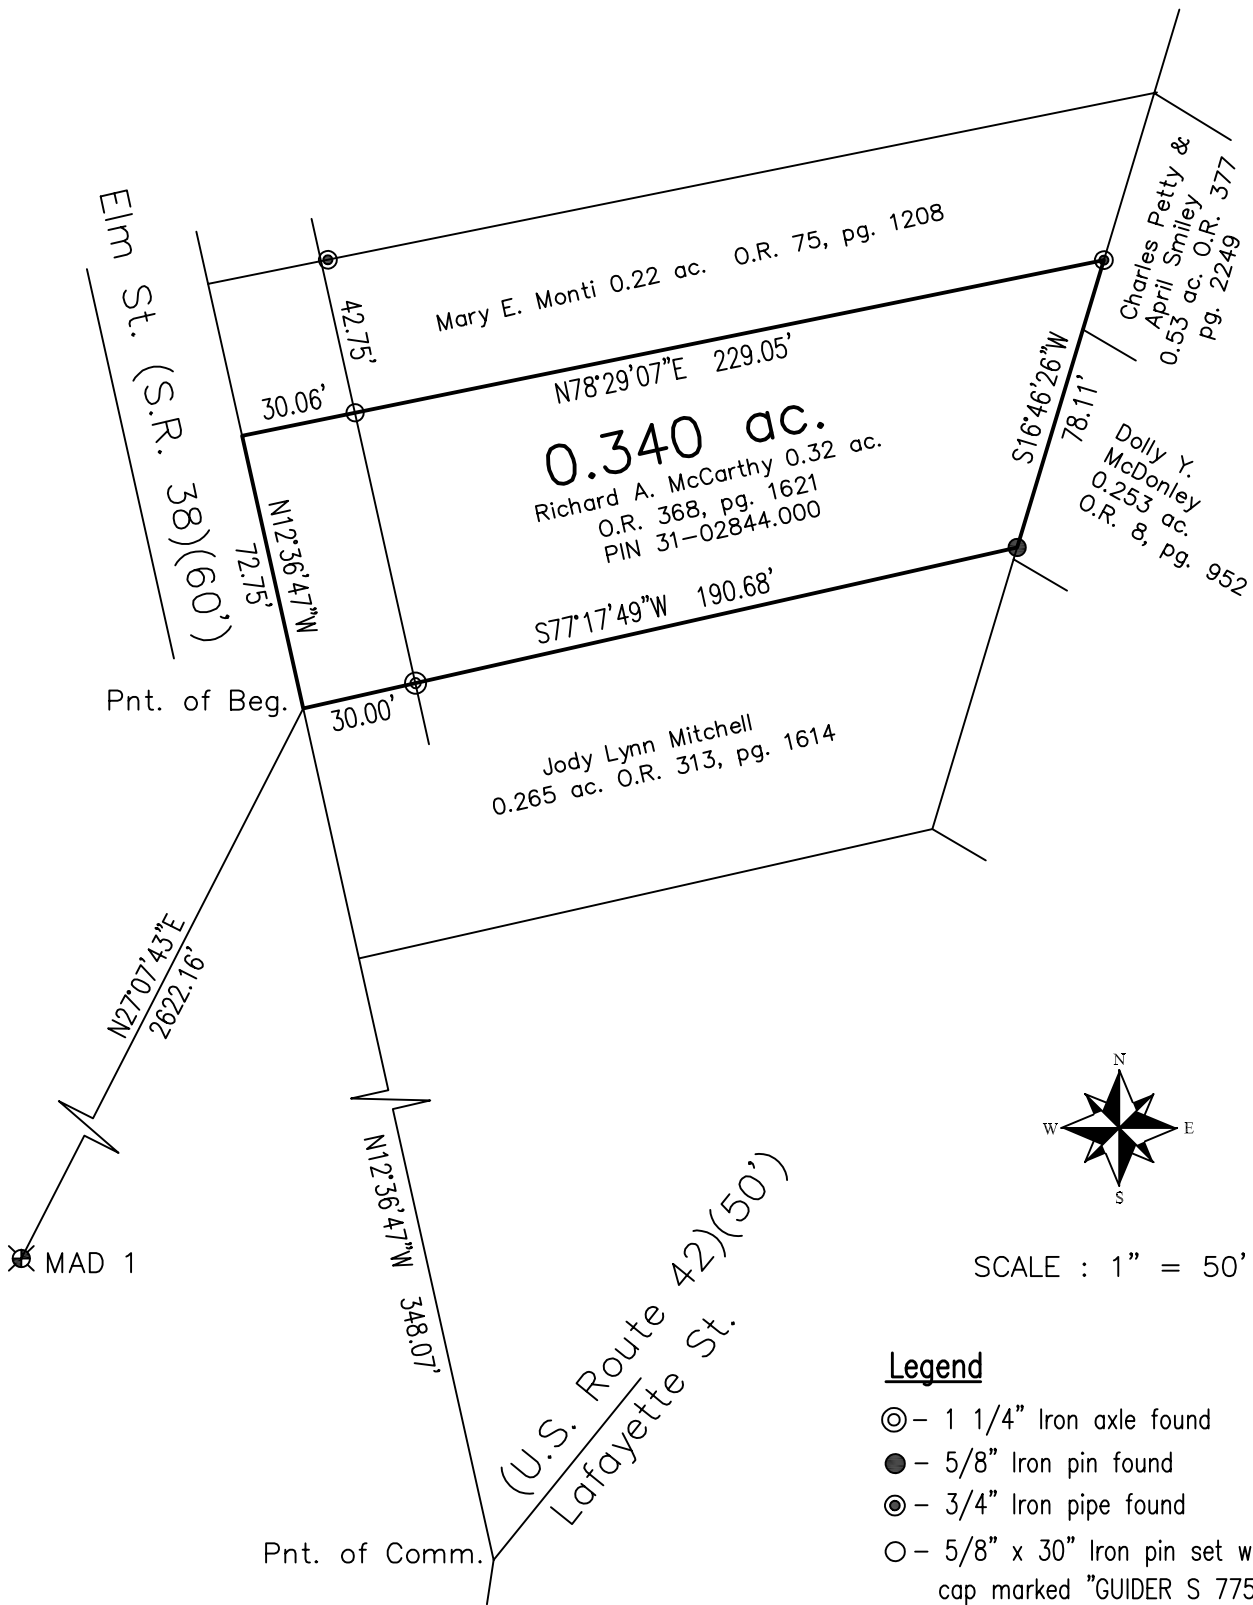 Elm St. (S.R. 38)(60')
42.75'
Mary E. Monti 0.22 ac. O.R. 75, pg. 1208
Charles Petty &
April Smiley
0.53 ac. O.R. 377
pg. 2249
30.06'
N78°29'07"E 229.05'
S16°46'26"W
78.11'
0.340 ac.
Richard A. McCarthy 0.32 ac.
O.R. 368, pg. 1621
PIN 31-02844.000
Dolly Y.
McDonley
0.253 ac.
O.R. 8, pg. 952
N12°36'47"W
72.75'
S77°17'49"W 190.68'
Pnt. of Beg.
30.00'
Jody Lynn Mitchell
0.265 ac. O.R. 313, pg. 1614
N27°07'43"E
2622.16'
MAD 1
N12°36'47"W 348.07'
(U.S. Route 42)(50')
Lafayette St.
Pnt. of Comm.
N
W
E
S
SCALE : 1" = 50'
Legend
- 1 1/4" Iron axle found
- 5/8" Iron pin found
- 3/4" Iron pipe found
- 5/8" x 30" Iron pin set w
cap marked "GUIDER S 775